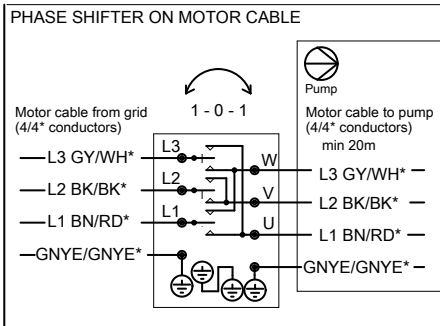 PHASE SHIFTER ON MOTOR CABLE
Pump
1 - 0 - 1
Motor cable from grid
(4/4* conductors)
Motor cable to pump
(4/4* conductors)
min 20m
L3 GY/WH*
L3
W
L3 GY/WH*
L2 BK/BK*
L2
V
L2 BK/BK*
L1 BN/RD*
L1
U
L1 BN/RD*
GNYE/GNYE*
GNYE/GNYE*